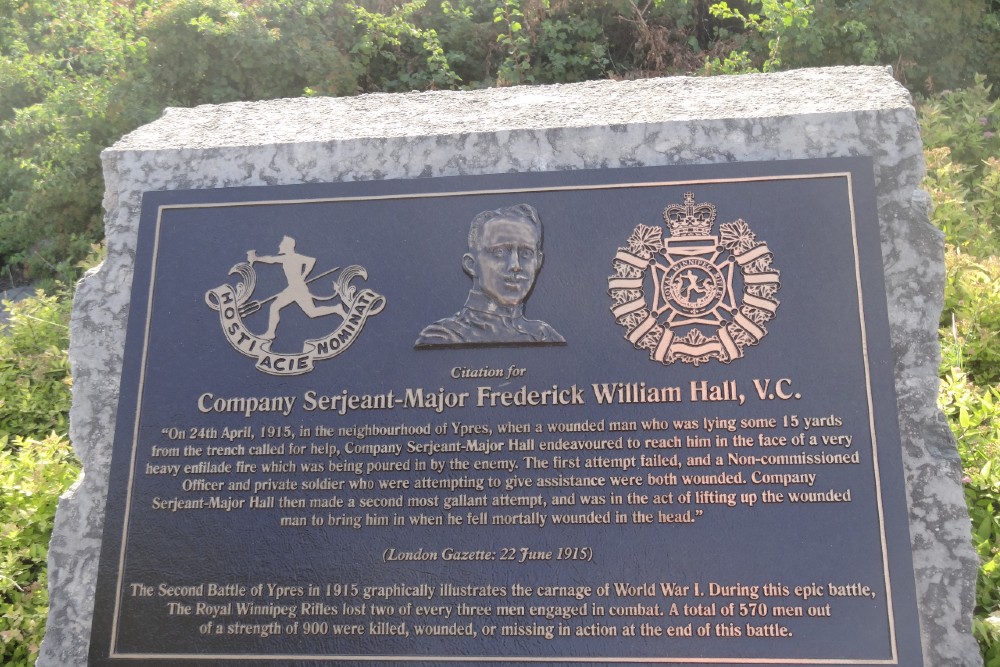 HOSTI ACIE NOMINATI
ROYAL WINNIPEG RIFLES
Citation for
Company Serjeant-Major Frederick William Hall, V.C.
“On 24th April, 1915, in the neighbourhood of Ypres, when a wounded man who was lying some 15 yards
from the trench called for help, Company Serjeant-Major Hall endeavoured to reach him in the face of a very
heavy enfilade fire which was being poured in by the enemy. The first attempt failed, and a Non-commissioned
Officer and private soldier who were attempting to give assistance were both wounded. Company
Serjeant-Major Hall then made a second most gallant attempt, and was in the act of lifting up the wounded
man to bring him in when he fell mortally wounded in the head.”
(London Gazette: 22 June 1915)
The Second Battle of Ypres in 1915 graphically illustrates the carnage of World War I. During this epic battle,
The Royal Winnipeg Rifles lost two of every three men engaged in combat. A total of 570 men out
of a strength of 900 were killed, wounded, or missing in action at the end of this battle.